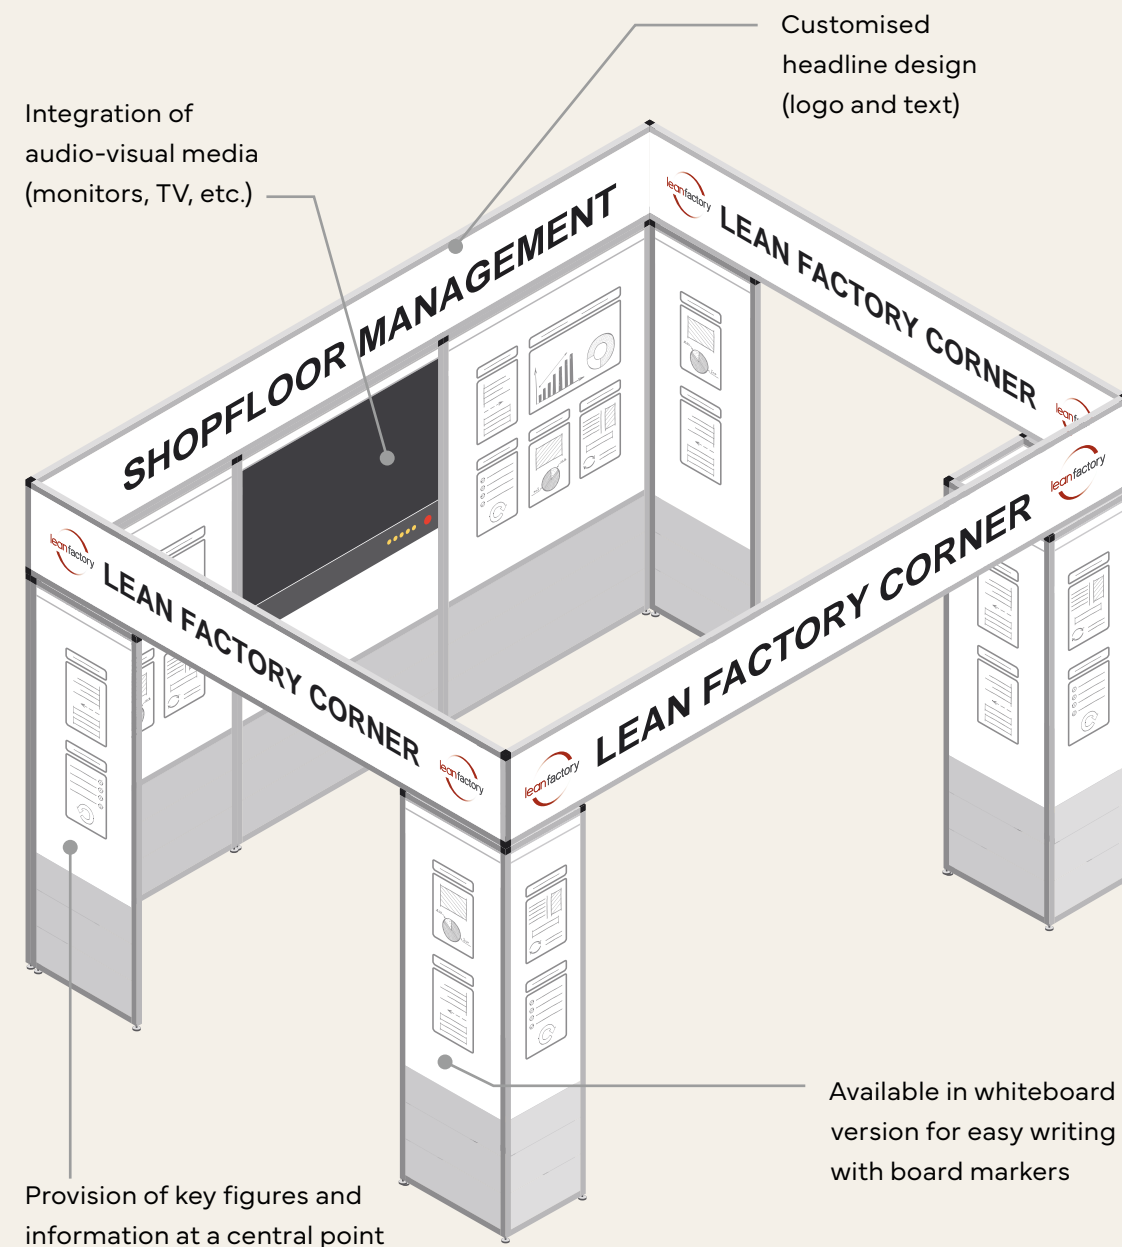 Customised
headline design
(logo and text)
Integration of
audio-visual media
(monitors, TV, etc.)
SHOPFLOOR MANAGEMENT
leanfactory LEAN FACTORY CORNER
leanfactory LEAN FACTORY CORNER leanfactory
leanfactory LEAN FACTORY CORNER leanfactory
Available in whiteboard
version for easy writing
with board markers
Provision of key figures and
information at a central point